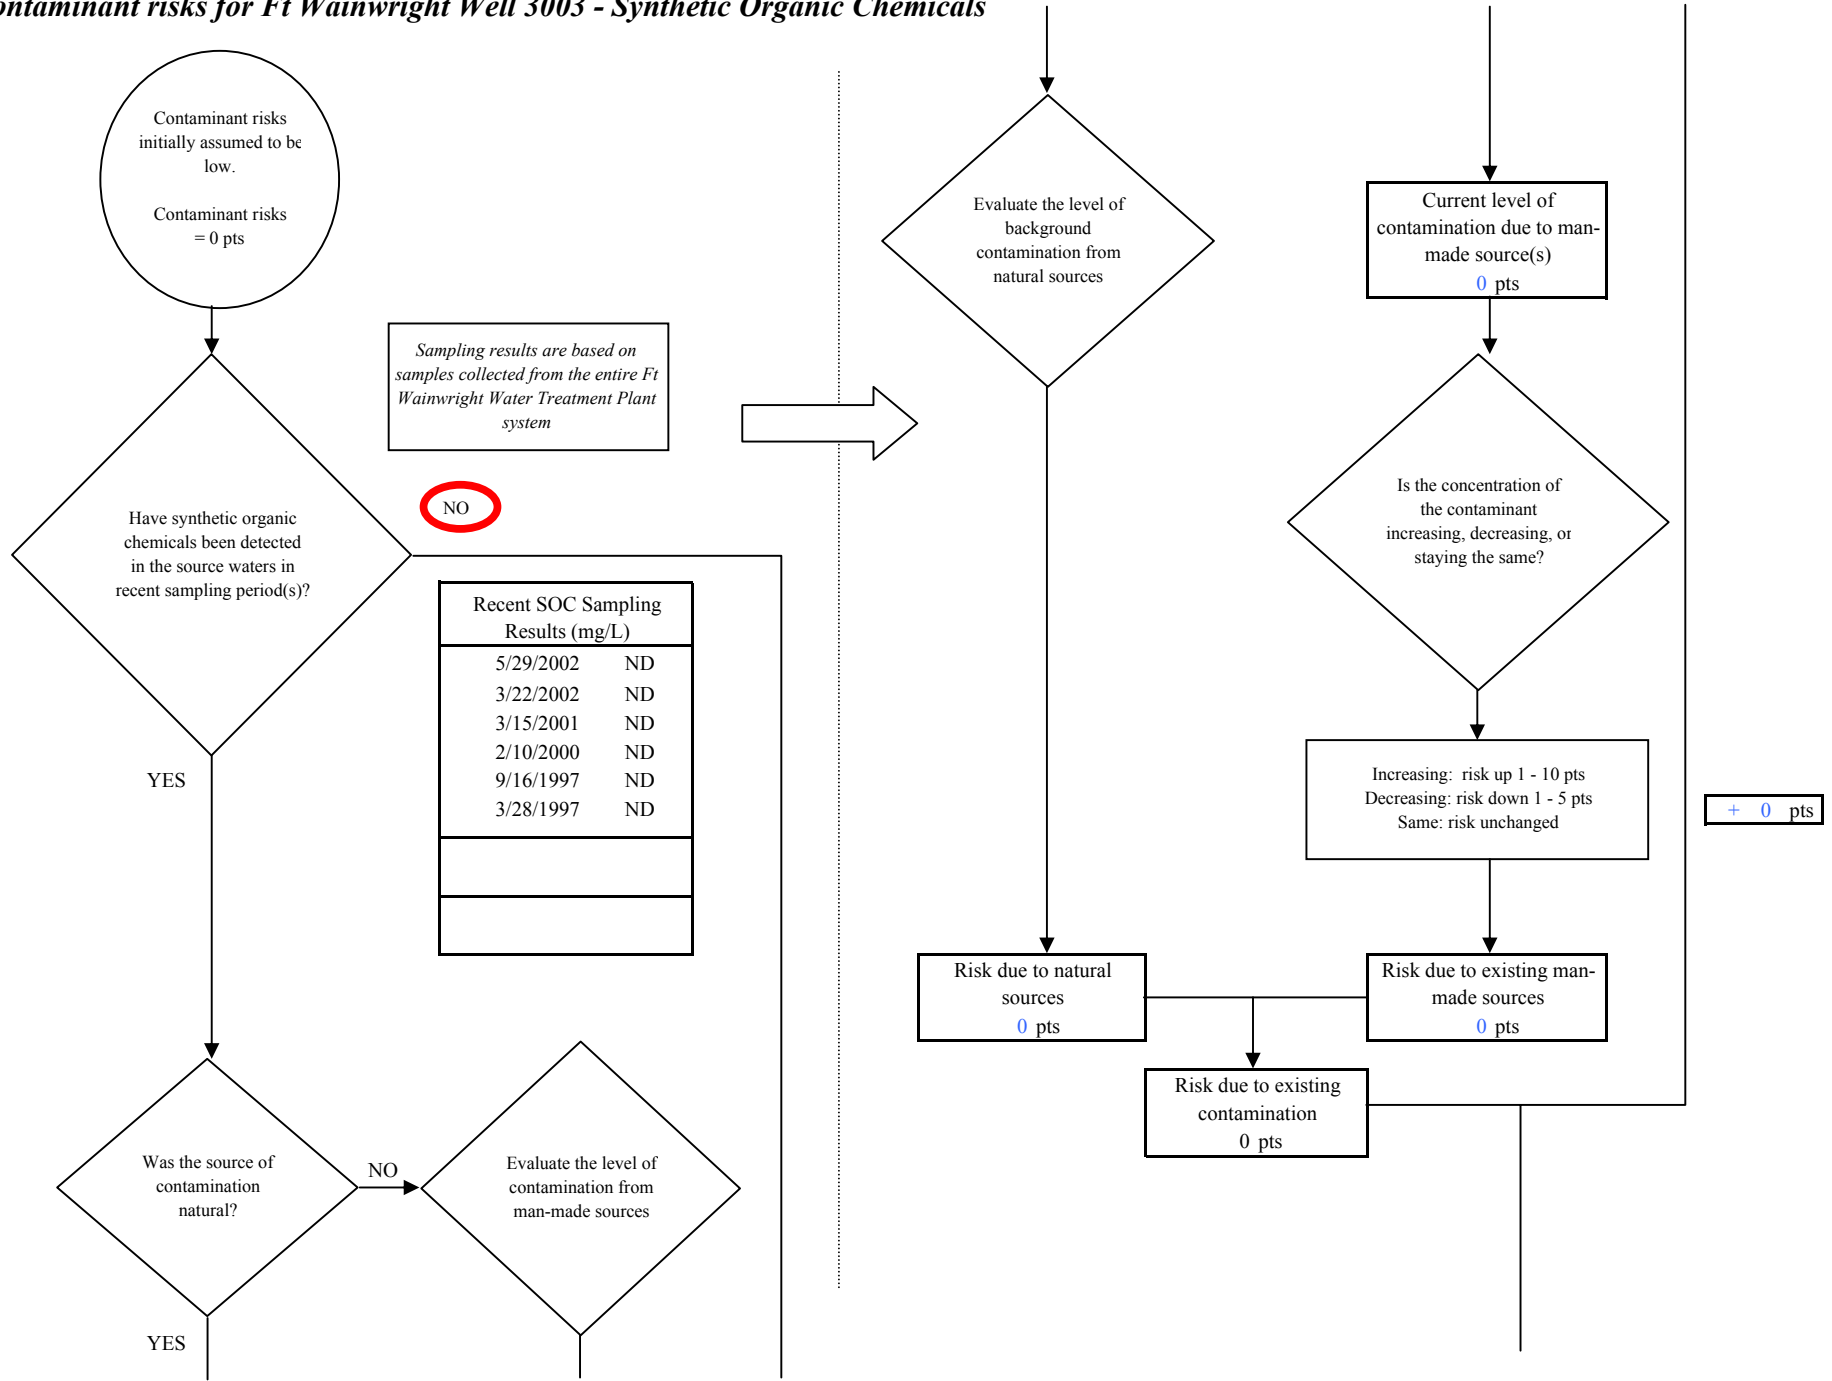 ontaminant risks for Ft Wainwright Well 3003 - Synthetic Organic Chemicals
Contaminant risks
initially assumed to be
low.
Contaminant risks
= 0 pts
Sampling results are based on
samples collected from the entire Ft
Wainwright Water Treatment Plant
system
NO
Have synthetic organic
chemicals been detected
in the source waters in
recent sampling period(s)?
Recent SOC Sampling
Results (mg/L)
5/29/2002 ND
3/22/2002 ND
3/15/2001 ND
2/10/2000 ND
9/16/1997 ND
3/28/1997 ND
YES
Was the source of
contamination
natural?
NO
Evaluate the level of
contamination from
man-made sources
YES
Evaluate the level of
background
contamination from
natural sources
Current level of
contamination due to man-
made source(s)
0 pts
Is the concentration of
the contaminant
increasing, decreasing, or
staying the same?
Increasing: risk up 1 - 10 pts
Decreasing: risk down 1 - 5 pts
Same: risk unchanged
+ 0 pts
Risk due to natural
sources
0 pts
Risk due to existing man-
made sources
0 pts
Risk due to existing
contamination
0 pts